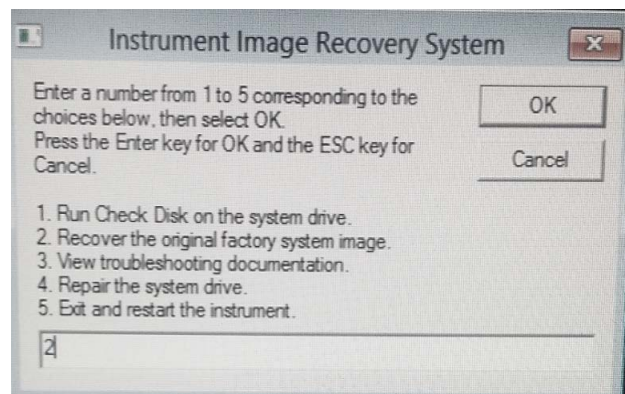 Instrument Image Recovery System
Enter a number from 1 to 5 corresponding to the
choices below, then select OK.
Press the Enter key for OK and the ESC key for
Cancel.
OK
Cancel
1. Run Check Disk on the system drive.
2. Recover the original factory system image.
3. View troubleshooting documentation.
4. Repair the system drive.
5. Exit and restart the instrument.
2